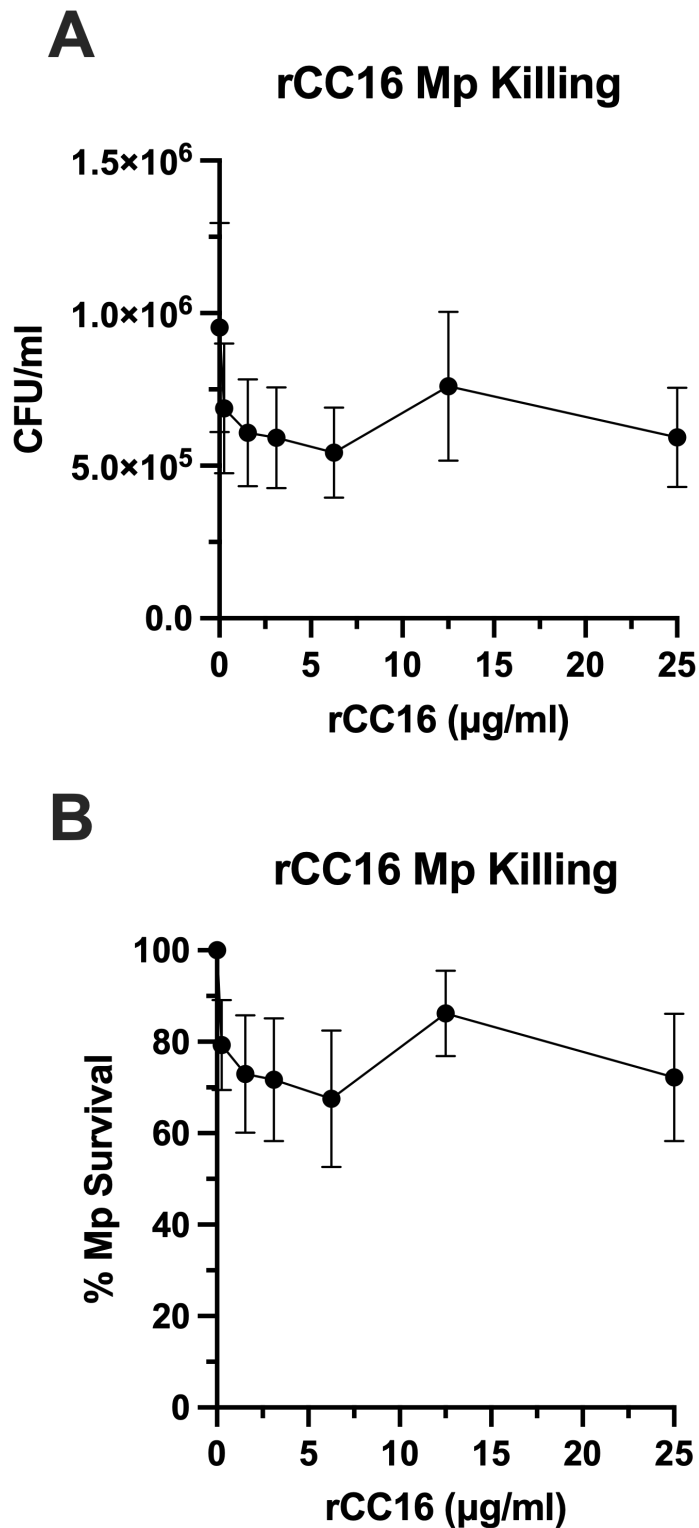 A
rCC16 Mp Killing
1.5×10⁶
1.0×10⁶
5.0×10⁵
0.0
CFU/ml
0 5 10 15 20 25
rCC16 (µg/ml)
B
rCC16 Mp Killing
100
80
60
40
20
0
% Mp Survival
0 5 10 15 20 25
rCC16 (µg/ml)